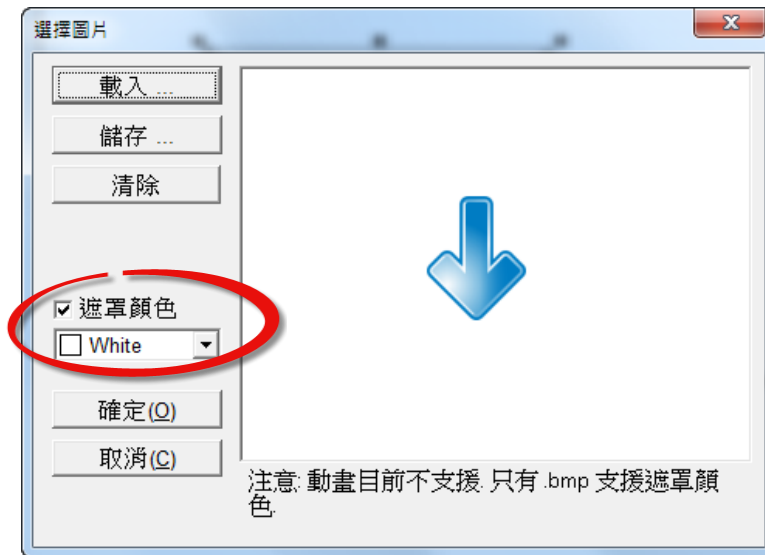 選擇圖片
載入 ...
儲存 ...
清除
遮罩顏色
White
確定(O)
取消(C)
注意: 動畫目前不支援. 只有 .bmp 支援遮罩顏
色.